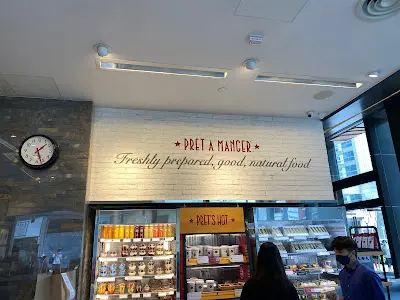 ★ PRET A MANGER ★
Freshly prepared, good, natural food
★ PRET'S HOT ★